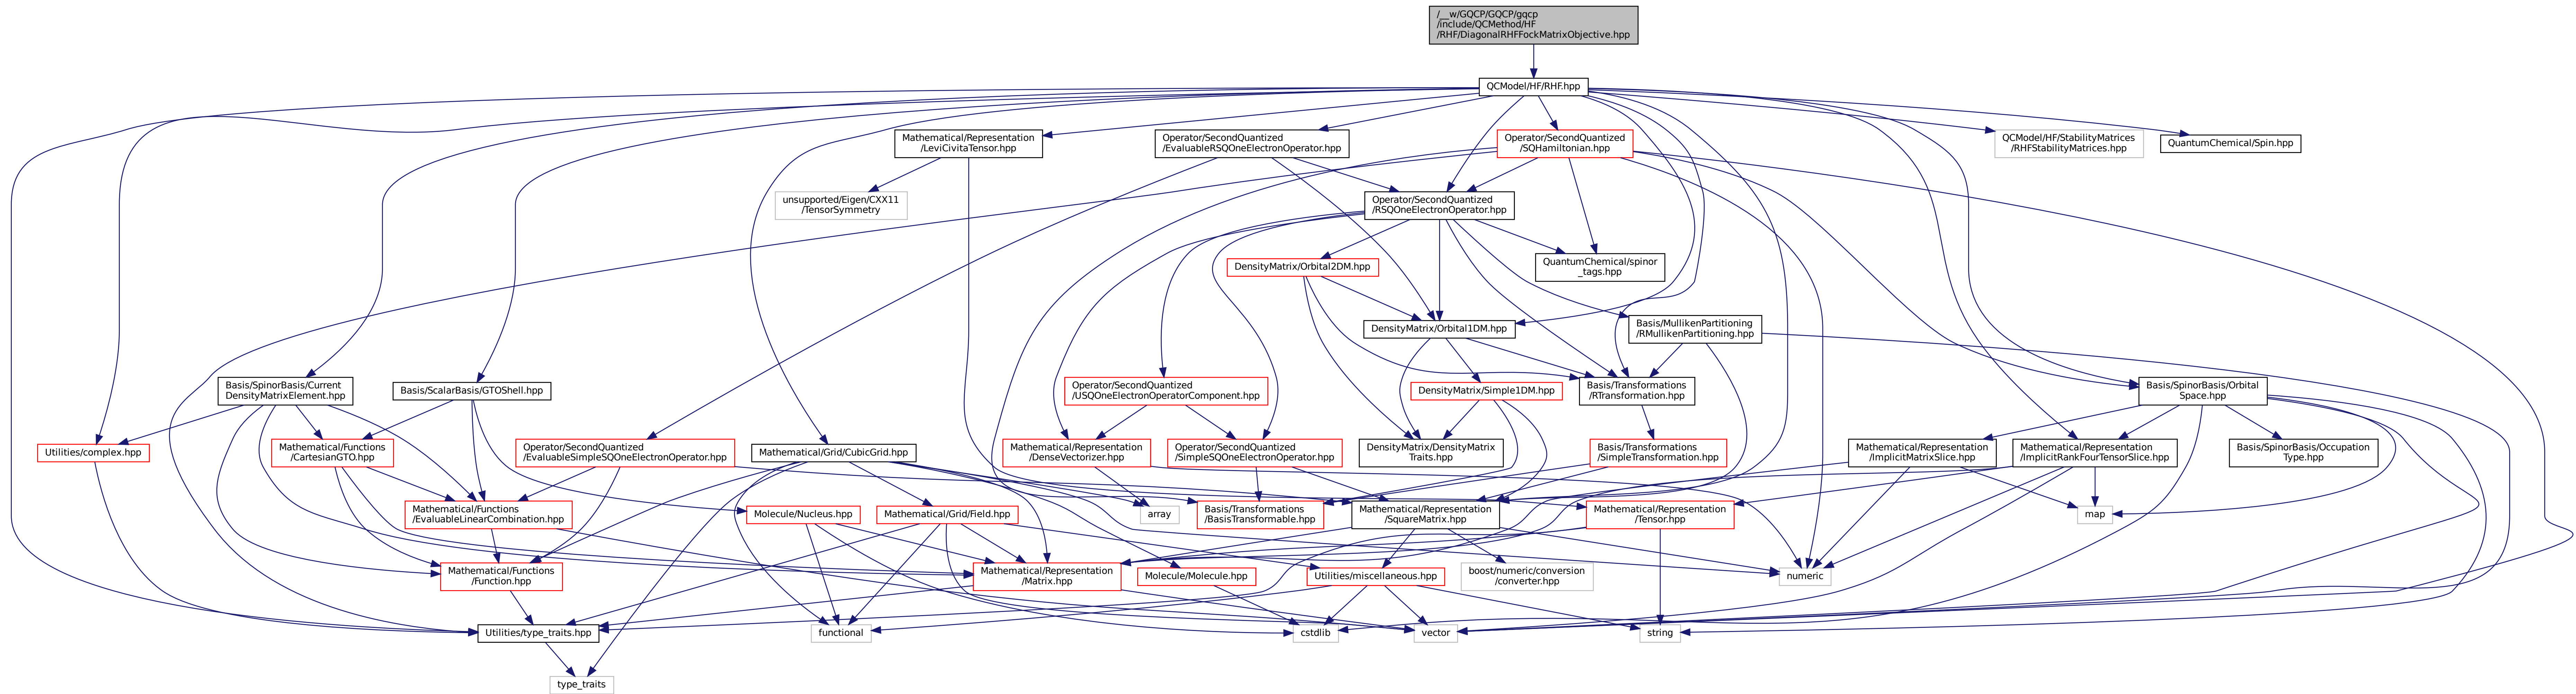 /__w/GQCP/GQCP/gqcp
/include/QCMethod/HF
/RHF/DiagonalRHFFockMatrixObjective.hpp
QCModel/HF/RHF.hpp
Mathematical/Representation
/LeviCivitaTensor.hpp
Operator/SecondQuantized
/EvaluableRSQOneElectronOperator.hpp
Operator/SecondQuantized
/SQHamiltonian.hpp
QCModel/HF/StabilityMatrices
/RHFStabilityMatrices.hpp
QuantumChemical/Spin.hpp
unsupported/Eigen/CXX11
/TensorSymmetry
Operator/SecondQuantized
/RSQOneElectronOperator.hpp
DensityMatrix/Orbital2DM.hpp
QuantumChemical/spinor
_tags.hpp
DensityMatrix/Orbital1DM.hpp
Basis/MullikenPartitioning
/RMullikenPartitioning.hpp
Basis/SpinorBasis/Current
DensityMatrixElement.hpp
Basis/ScalarBasis/GTOShell.hpp
Operator/SecondQuantized
/USQOneElectronOperatorComponent.hpp
DensityMatrix/Simple1DM.hpp
Basis/Transformations
/RTransformation.hpp
Basis/SpinorBasis/Orbital
Space.hpp
Utilities/complex.hpp
Mathematical/Functions
/CartesianGTO.hpp
Operator/SecondQuantized
/EvaluableSimpleSQOneElectronOperator.hpp
Mathematical/Grid/CubicGrid.hpp
Mathematical/Representation
/DenseVectorizer.hpp
Operator/SecondQuantized
/SimpleSQOneElectronOperator.hpp
DensityMatrix/DensityMatrix
Traits.hpp
Basis/Transformations
/SimpleTransformation.hpp
Mathematical/Representation
/ImplicitMatrixSlice.hpp
Mathematical/Representation
/ImplicitRankFourTensorSlice.hpp
Basis/SpinorBasis/Occupation
Type.hpp
Mathematical/Functions
/EvaluableLinearCombination.hpp
Molecule/Nucleus.hpp
Mathematical/Grid/Field.hpp
array
Basis/Transformations
/BasisTransformable.hpp
Mathematical/Representation
/SquareMatrix.hpp
Mathematical/Representation
/Tensor.hpp
map
Mathematical/Functions
/Function.hpp
Mathematical/Representation
/Matrix.hpp
Molecule/Molecule.hpp
Utilities/miscellaneous.hpp
boost/numeric/conversion
/converter.hpp
numeric
Utilities/type_traits.hpp
functional
cstdlib
vector
string
type_traits